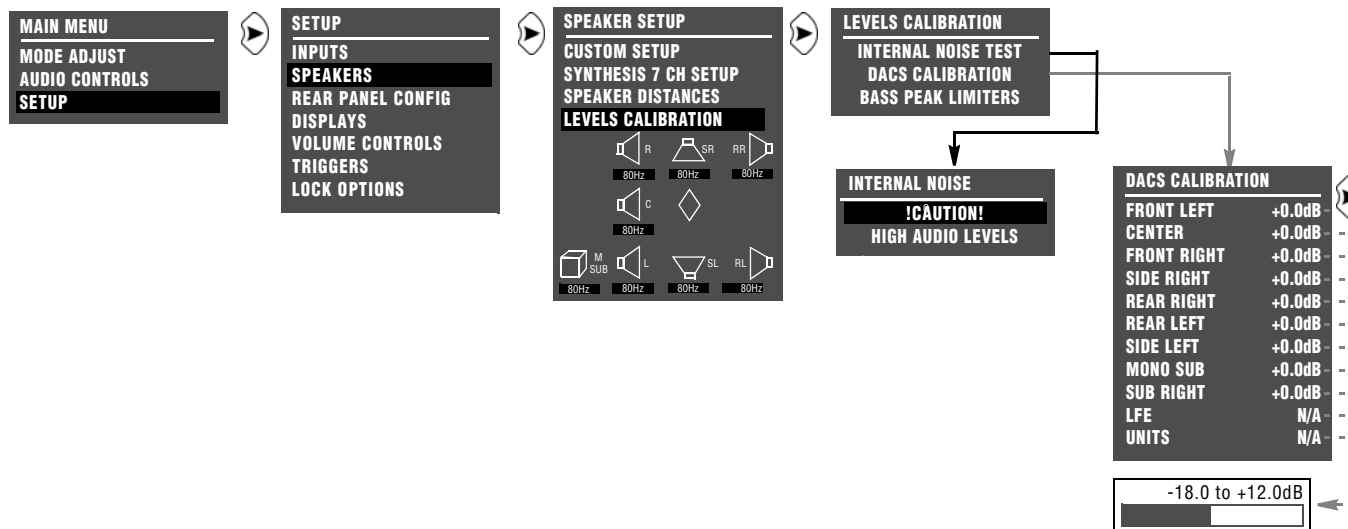 MAIN MENU
MODE ADJUST
AUDIO CONTROLS
SETUP
SETUP
INPUTS
SPEAKERS
REAR PANEL CONFIG
DISPLAYS
VOLUME CONTROLS
TRIGGERS
LOCK OPTIONS
SPEAKER SETUP
CUSTOM SETUP
SYNTHESIS 7 CH SETUP
SPEAKER DISTANCES
LEVELS CALIBRATION
R SR RR
80Hz 80Hz 80Hz
C
80Hz
M SUB L SL RL
80Hz 80Hz 80Hz 80Hz
LEVELS CALIBRATION
INTERNAL NOISE TEST
DACS CALIBRATION
BASS PEAK LIMITERS
INTERNAL NOISE
!CAUTION!
HIGH AUDIO LEVELS
DACS CALIBRATION
FRONT LEFT +0.0dB
CENTER +0.0dB
FRONT RIGHT +0.0dB
SIDE RIGHT +0.0dB
REAR RIGHT +0.0dB
REAR LEFT +0.0dB
SIDE LEFT +0.0dB
MONO SUB +0.0dB
SUB RIGHT +0.0dB
LFE N/A
UNITS N/A
-18.0 to +12.0dB